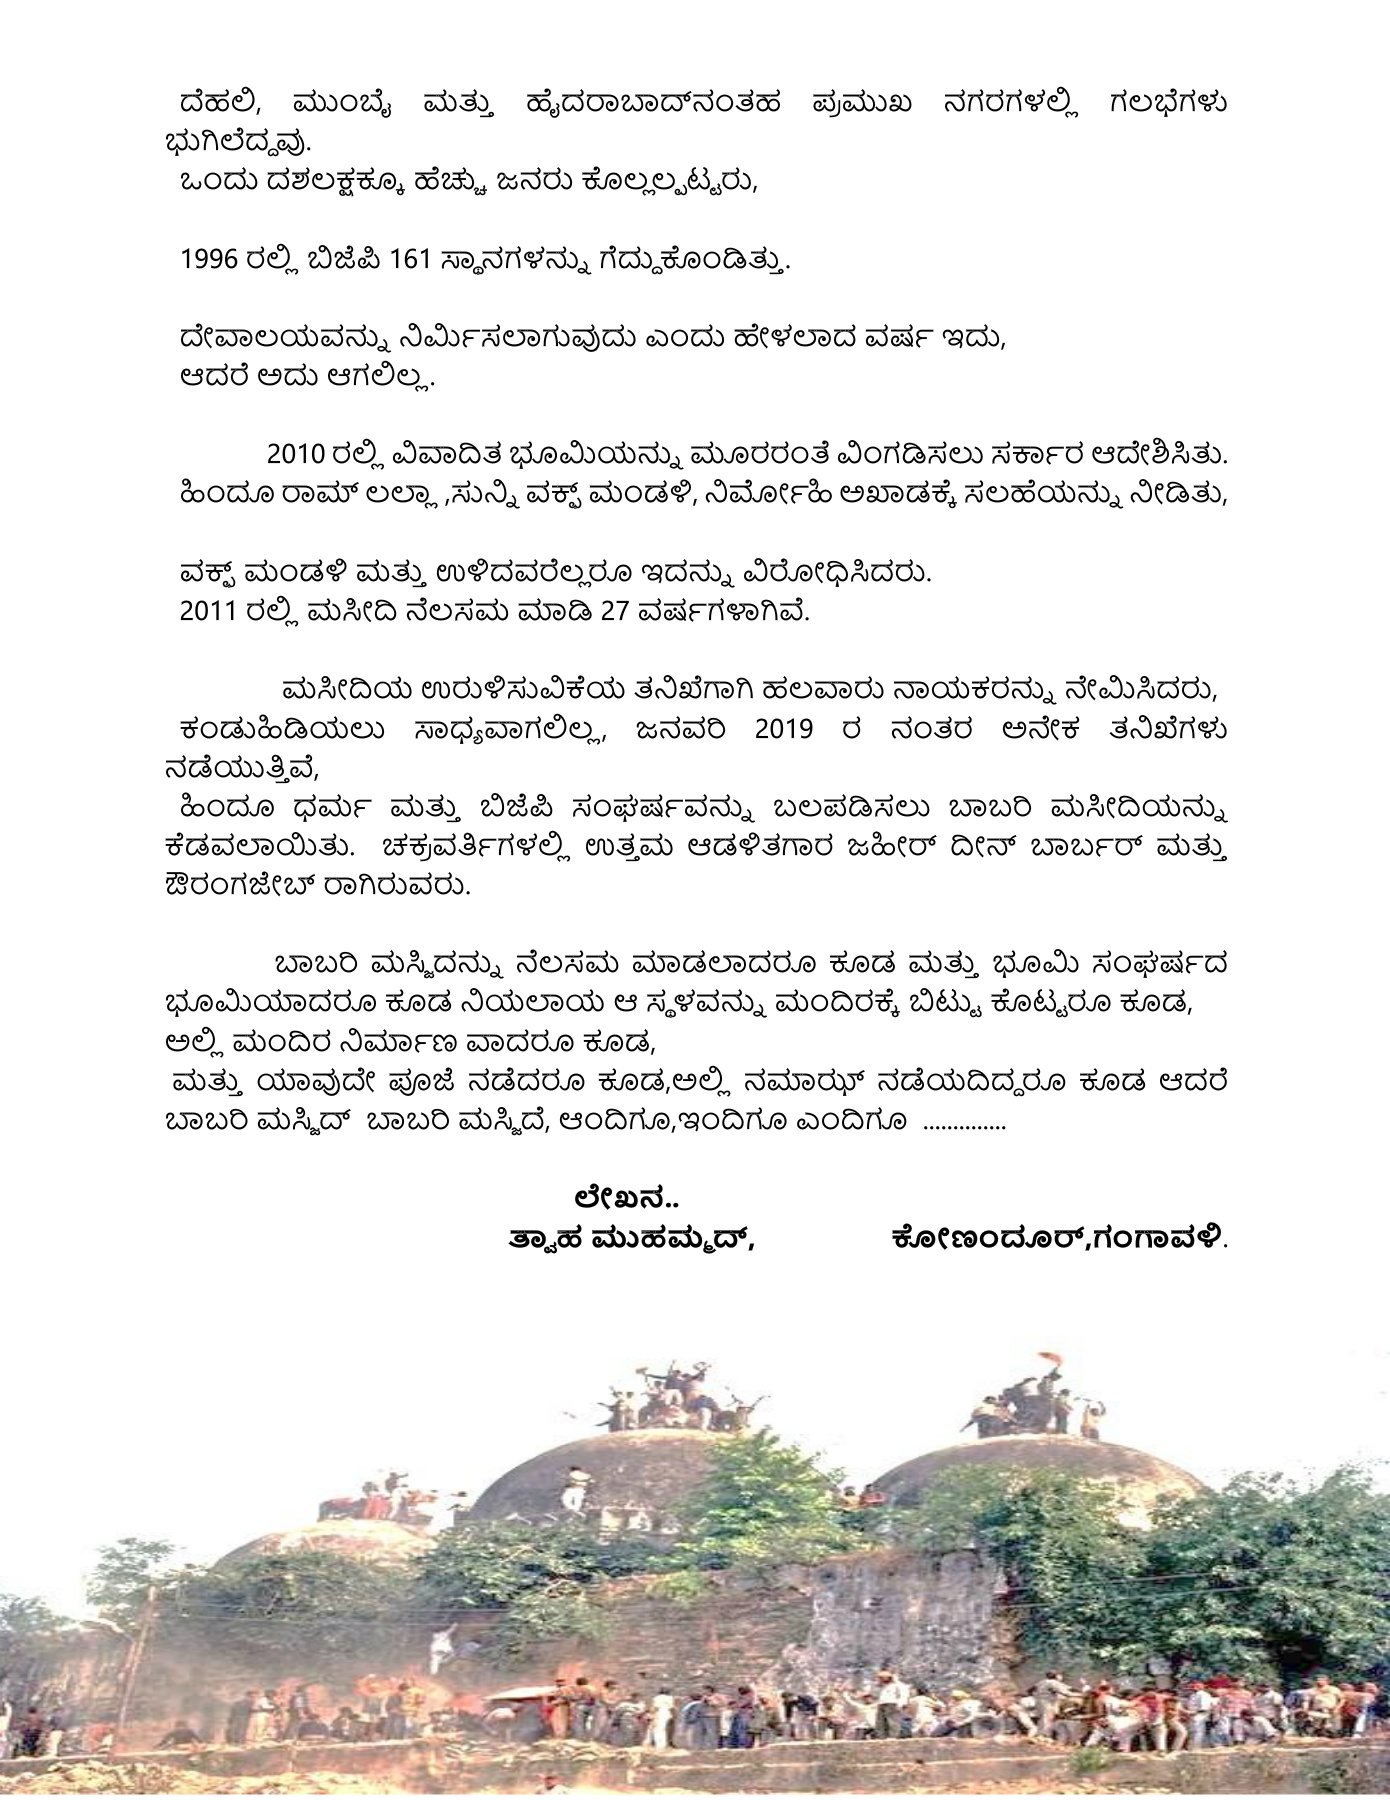 ದೆಹಲಿ, ಮುಂಬೈ ಮತ್ತು ಹೈದರಾಬಾದ್‌ನಂತಹ ಪ್ರಮುಖ ನಗರಗಳಲ್ಲಿ ಗಲಭೆಗಳು
ಭುಗಿಲೆದ್ದವು.
ಒಂದು ದಶಲಕ್ಷಕ್ಕೂ ಹೆಚ್ಚು ಜನರು ಕೊಲ್ಲಲ್ಪಟ್ಟರು,
1996 ರಲ್ಲಿ ಬಿಜೆಪಿ 161 ಸ್ಥಾನಗಳನ್ನು ಗೆದ್ದುಕೊಂಡಿತ್ತು.
ದೇವಾಲಯವನ್ನು ನಿರ್ಮಿಸಲಾಗುವುದು ಎಂದು ಹೇಳಲಾದ ವರ್ಷ ಇದು,
ಆದರೆ ಅದು ಆಗಲಿಲ್ಲ.
2010 ರಲ್ಲಿ ವಿವಾದಿತ ಭೂಮಿಯನ್ನು ಮೂರರಂತೆ ವಿಂಗಡಿಸಲು ಸರ್ಕಾರ ಆದೇಶಿಸಿತು.
ಹಿಂದೂ ರಾಮ್ ಲಲ್ಲಾ ,ಸುನ್ನಿ ವಕ್ಫ್ ಮಂಡಳಿ, ನಿರ್ಮೋಹಿ ಅಖಾಡಕ್ಕೆ ಸಲಹೆಯನ್ನು ನೀಡಿತು,
ವಕ್ಫ್ ಮಂಡಳಿ ಮತ್ತು ಉಳಿದವರೆಲ್ಲರೂ ಇದನ್ನು ವಿರೋಧಿಸಿದರು.
2011 ರಲ್ಲಿ ಮಸೀದಿ ನೆಲಸಮ ಮಾಡಿ 27 ವರ್ಷಗಳಾಗಿವೆ.
ಮಸೀದಿಯ ಉರುಳಿಸುವಿಕೆಯ ತನಿಖೆಗಾಗಿ ಹಲವಾರು ನಾಯಕರನ್ನು ನೇಮಿಸಿದರು,
ಕಂಡುಹಿಡಿಯಲು ಸಾಧ್ಯವಾಗಲಿಲ್ಲ, ಜನವರಿ 2019 ರ ನಂತರ ಅನೇಕ ತನಿಖೆಗಳು
ನಡೆಯುತ್ತಿವೆ,
ಹಿಂದೂ ಧರ್ಮ ಮತ್ತು ಬಿಜೆಪಿ ಸಂಘರ್ಷವನ್ನು ಬಲಪಡಿಸಲು ಬಾಬರಿ ಮಸೀದಿಯನ್ನು
ಕೆಡವಲಾಯಿತು. ಚಕ್ರವರ್ತಿಗಳಲ್ಲಿ ಉತ್ತಮ ಆಡಳಿತಗಾರ ಜಹೀರ್ ದೀನ್ ಬಾರ್ಬರ್ ಮತ್ತು
ಔರಂಗಜೇಬ್ ರಾಗಿರುವರು.
ಬಾಬರಿ ಮಸ್ಜಿದನ್ನು ನೆಲಸಮ ಮಾಡಲಾದರೂ ಕೂಡ ಮತ್ತು ಭೂಮಿ ಸಂಘರ್ಷದ
ಭೂಮಿಯಾದರೂ ಕೂಡ ನಿಯಲಾಯ ಆ ಸ್ಥಳವನ್ನು ಮಂದಿರಕ್ಕೆ ಬಿಟ್ಟು ಕೊಟ್ಟರೂ ಕೂಡ,
ಅಲ್ಲಿ ಮಂದಿರ ನಿರ್ಮಾಣ ವಾದರೂ ಕೂಡ,
ಮತ್ತು ಯಾವುದೇ ಪೂಜೆ ನಡೆದರೂ ಕೂಡ,ಅಲ್ಲಿ ನಮಾಝ್ ನಡೆಯದಿದ್ದರೂ ಕೂಡ ಆದರೆ
ಬಾಬರಿ ಮಸ್ಜಿದ್ ಬಾಬರಿ ಮಸ್ಜಿದೆ, ಆಂದಿಗೂ,ಇಂದಿಗೂ ಎಂದಿಗೂ ..............
ಲೇಖನ..
ತ್ವಾಹ ಮುಹಮ್ಮದ್, ಕೋಣಂದೂರ್,ಗಂಗಾವಳಿ.